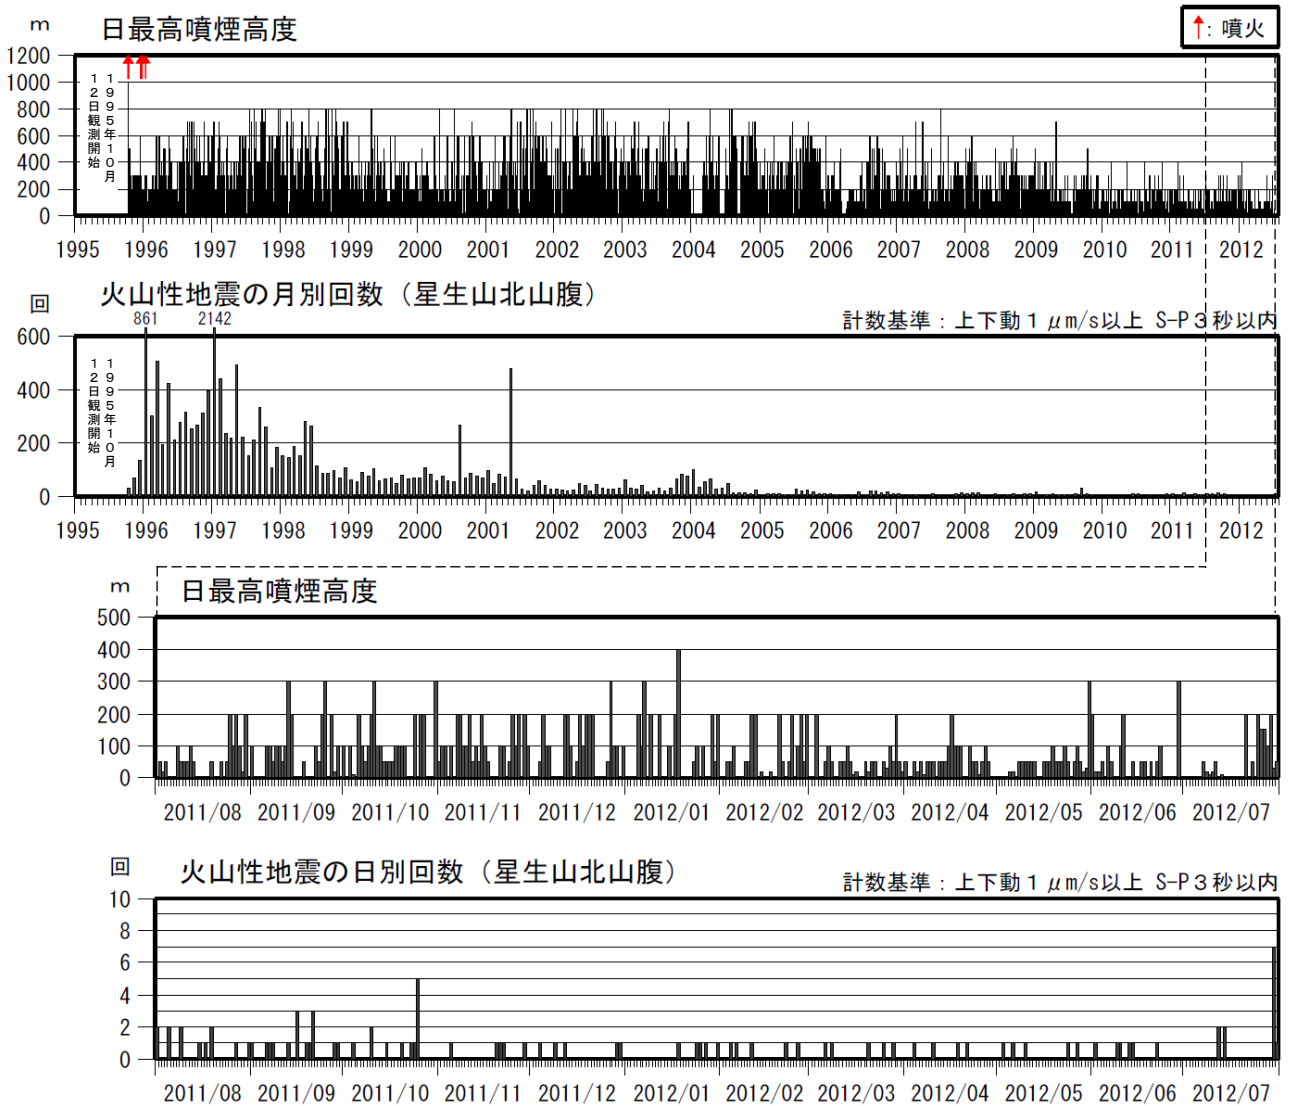 m 日最高噴煙高度
↑: 噴火
1200
1000
800
600
400
200
0
1995年10月
12日観測開始
1995 1996 1997 1998 1999 2000 2001 2002 2003 2004 2005 2006 2007 2008 2009 2010 2011 2012
回 火山性地震の月別回数（星生山北山腹）
861 2142
計数基準：上下動1μm/s以上 S-P3秒以内
600
400
200
0
1995年10月
12日観測開始
1995 1996 1997 1998 1999 2000 2001 2002 2003 2004 2005 2006 2007 2008 2009 2010 2011 2012
m 日最高噴煙高度
500
400
300
200
100
0
2011/08 2011/09 2011/10 2011/11 2011/12 2012/01 2012/02 2012/03 2012/04 2012/05 2012/06 2012/07
回 火山性地震の日別回数（星生山北山腹）
計数基準：上下動1μm/s以上 S-P3秒以内
10
8
6
4
2
0
2011/08 2011/09 2011/10 2011/11 2011/12 2012/01 2012/02 2012/03 2012/04 2012/05 2012/06 2012/07